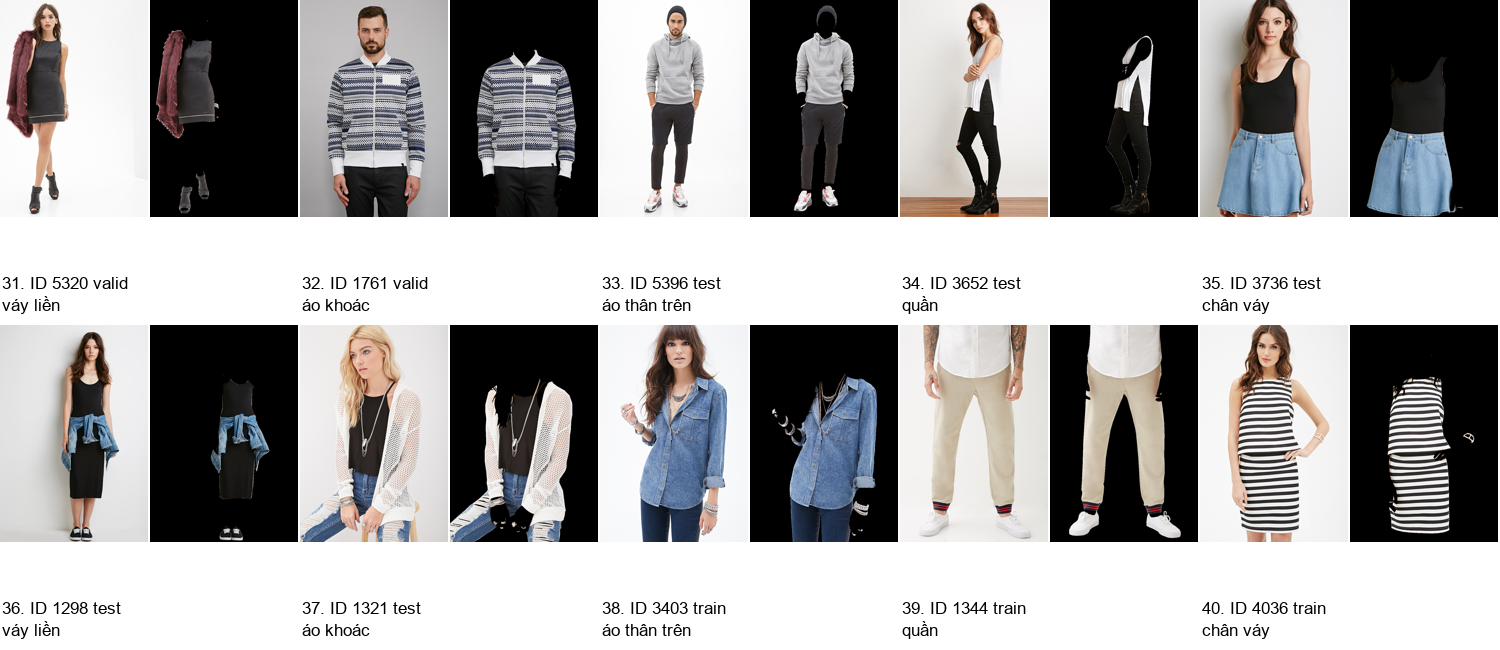 31. ID 5320 valid
váy liền
32. ID 1761 valid
áo khoác
33. ID 5396 test
áo thân trên
34. ID 3652 test
quần
35. ID 3736 test
chân váy
36. ID 1298 test
váy liền
37. ID 1321 test
áo khoác
38. ID 3403 train
áo thân trên
39. ID 1344 train
quần
40. ID 4036 train
chân váy